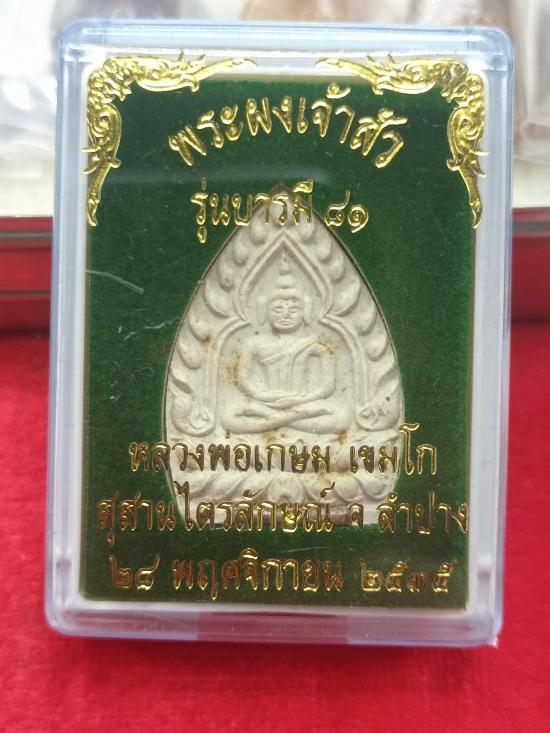 พระผงเจ้าสัว
รุ่นบารมี ๘๑
หลวงพ่อเกษม เขมโก
สุสานไตรลักษณ์ จ ลำปาง
๒๘ พฤศจิกายน ๒๕๓๕